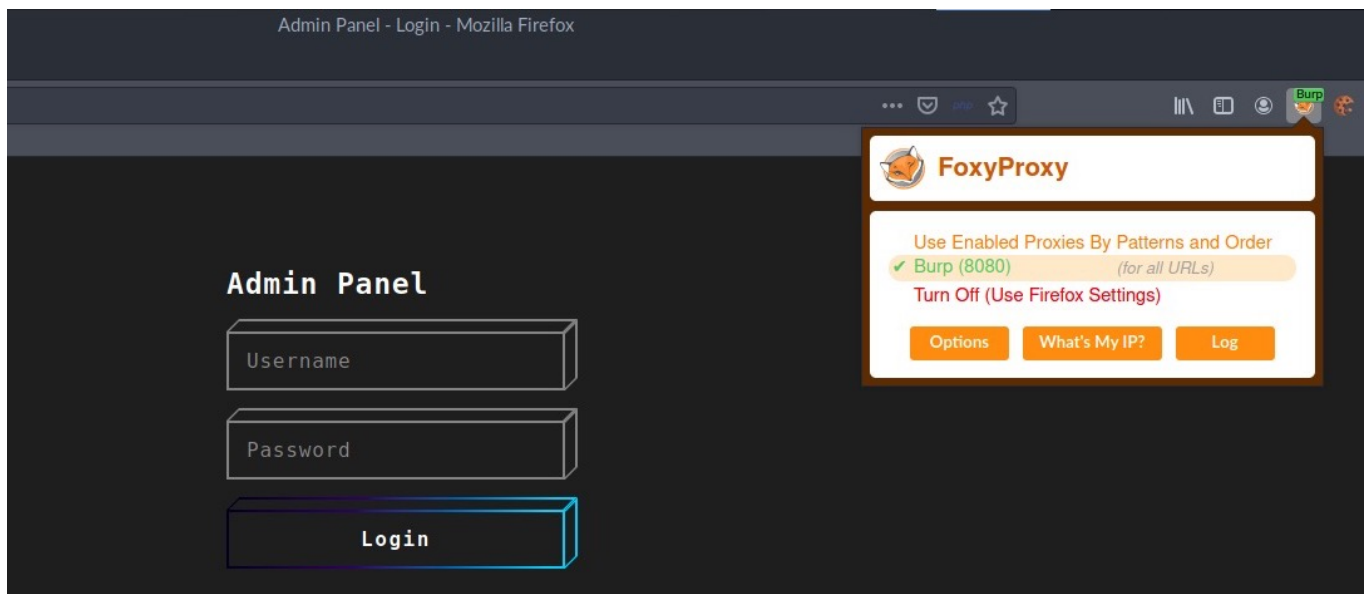 Admin Panel - Login - Mozilla Firefox
php
Burp
FoxyProxy
Use Enabled Proxies By Patterns and Order
✔ Burp (8080) (for all URLs)
Turn Off (Use Firefox Settings)
Options What's My IP? Log
Admin Panel
Username
Password
Login